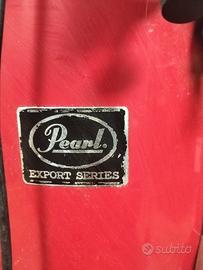 Pearl.
EXPORT SERIES
subito